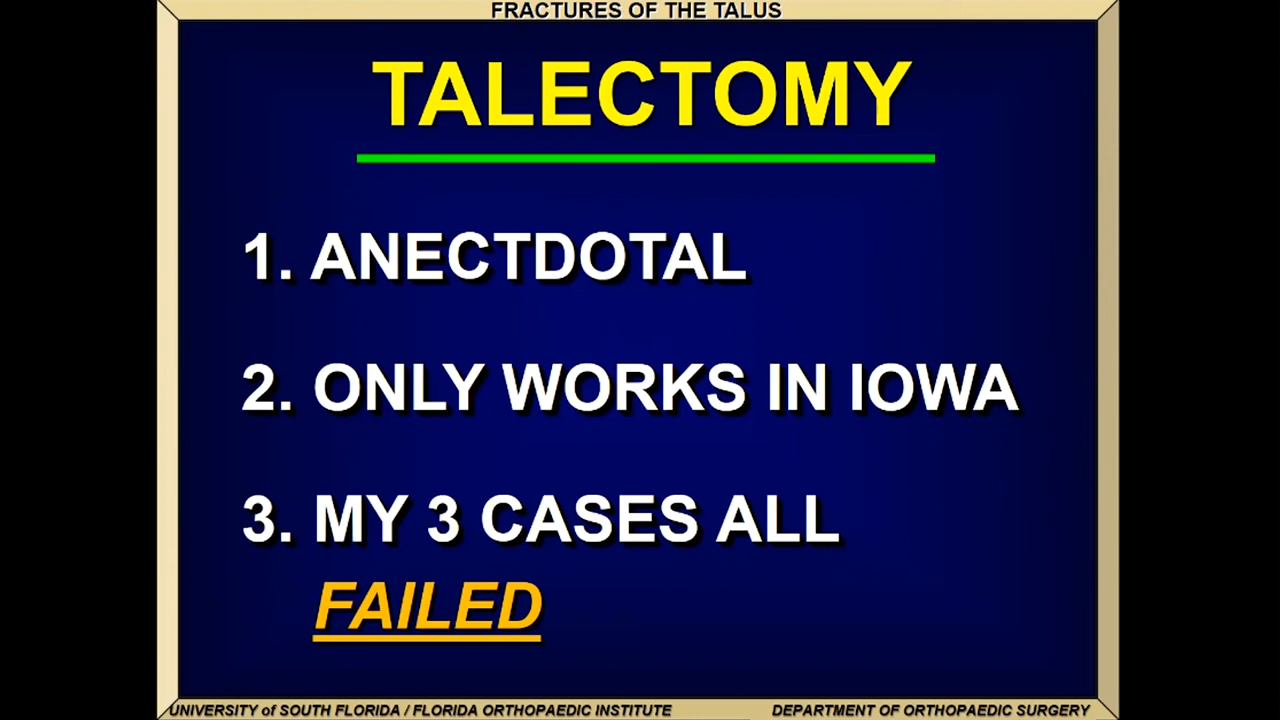 FRACTURES OF THE TALUS
TALECTOMY
1. ANECTDOTAL
2. ONLY WORKS IN IOWA
3. MY 3 CASES ALL
FAILED
UNIVERSITY of SOUTH FLORIDA / FLORIDA ORTHOPAEDIC INSTITUTE DEPARTMENT OF ORTHOPAEDIC SURGERY